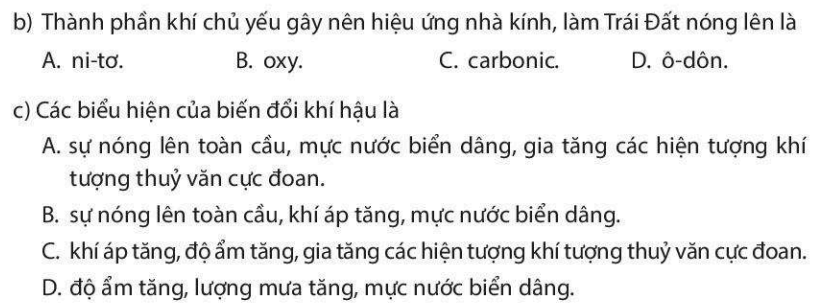 b) Thành phần khí chủ yếu gây nên hiệu ứng nhà kính, làm Trái Đất nóng lên là
A. ni-tơ. B. oxy. C. carbonic. D. ô-dôn.
c) Các biểu hiện của biến đổi khí hậu là
A. sự nóng lên toàn cầu, mực nước biển dâng, gia tăng các hiện tượng khí
tượng thuỷ văn cực đoan.
B. sự nóng lên toàn cầu, khí áp tăng, mực nước biển dâng.
C. khí áp tăng, độ ẩm tăng, gia tăng các hiện tượng khí tượng thuỷ văn cực đoan.
D. độ ẩm tăng, lượng mưa tăng, mực nước biển dâng.